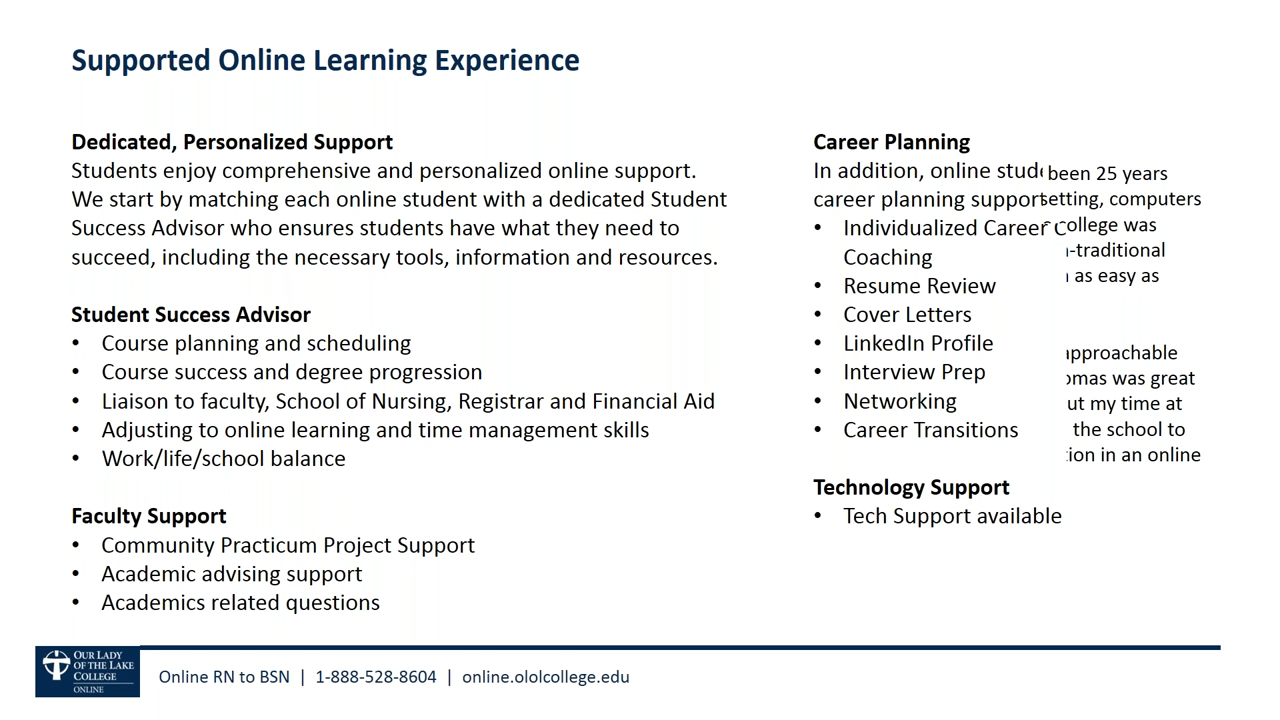 Supported Online Learning Experience
Dedicated, Personalized Support
Students enjoy comprehensive and personalized online support.
We start by matching each online student with a dedicated Student
Success Advisor who ensures students have what they need to
succeed, including the necessary tools, information and resources.
Student Success Advisor
• Course planning and scheduling
• Course success and degree progression
• Liaison to faculty, School of Nursing, Registrar and Financial Aid
• Adjusting to online learning and time management skills
• Work/life/school balance
Faculty Support
• Community Practicum Project Support
• Academic advising support
• Academics related questions
Career Planning
In addition, online
career planning support
• Individualized Career
Coaching
• Resume Review
• Cover Letters
• LinkedIn Profile
• Interview Prep
• Networking
• Career Transitions
Technology Support
• Tech Support available
been 25 years
computers
college was
as easy as
approachable
was great
my time at
the school to
in an online
OUR LADY
OF THE LAKE
COLLEGE
ONLINE
Online RN to BSN | 1-888-528-8604 | online.ololcollege.edu